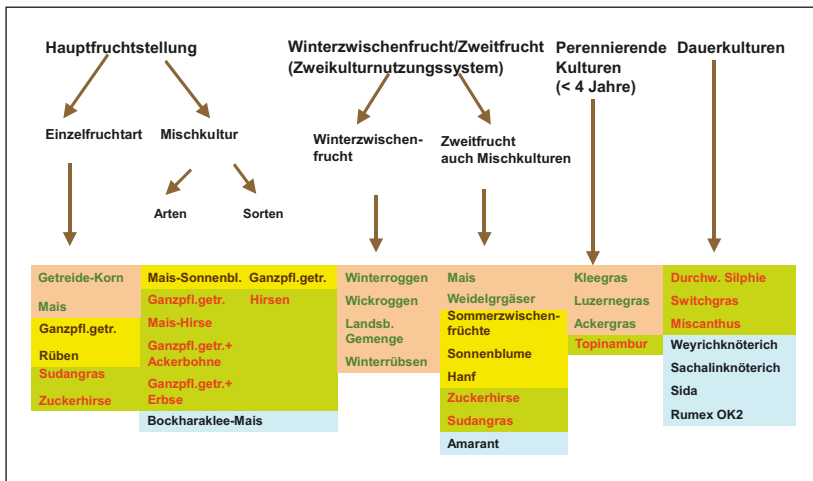 Hauptfruchtstellung
Winterzwischenfrucht/Zweitfrucht
(Zweikulturnutzungssystem)
Perennierende
Kulturen
(< 4 Jahre)
Dauerkulturen
Einzelfruchtart
Mischkultur
Winterzwischen-
frucht
Zweitfrucht
auch Mischkulturen
Arten
Sorten
Getreide-Korn
Mais
Ganzpfl.getr.
Rüben
Sudangras
Zuckerhirse
Mais-Sonnenbl.
Ganzpfl.getr.
Mais-Hirse
Ganzpfl.getr.+
Ackerbohne
Ganzpfl.getr.+
Erbse
Bockharaklee-Mais
Ganzpfl.getr.
Hirsen
Winterroggen
Wickroggen
Landsb.
Gemenge
Winterrübsen
Mais
Weidelgrgäser
Sommerzwischen-
früchte
Sonnenblume
Hanf
Zuckerhirse
Sudangras
Amarant
Kleegras
Luzernegras
Ackergras
Topinambur
Durchw. Silphie
Switchgras
Miscanthus
Weyrichknöterich
Sachalinknöterich
Sida
Rumex OK2